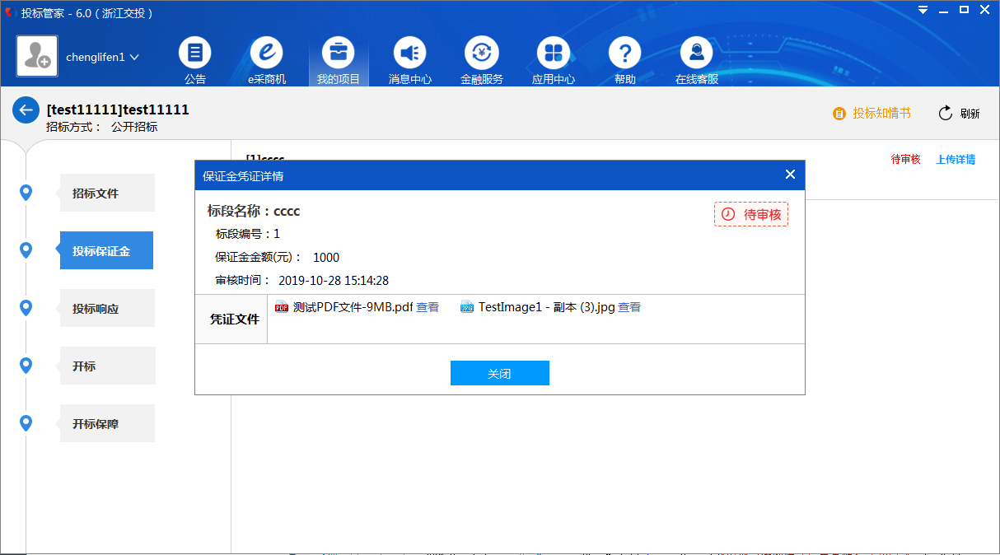 投标管家 - 6.0 ( 浙江交投 )
chenglifen1
公告
e采商机
我的项目
消息中心
金融服务
应用中心
帮助
在线客服
[test11111]test11111
招标方式： 公开招标
投标知情书
刷新
招标文件
投标保证金
投标响应
开标
开标保障
[1]cccc
待审核
上传详情
保证金凭证详情
标段名称：cccc
待审核
标段编号：1
保证金金额(元)： 1000
审核时间： 2019-10-28 15:14:28
凭证文件
PDF 测试PDF文件-9MB.pdf 查看
JPG TestImage1 - 副本 (3).jpg 查看
关闭